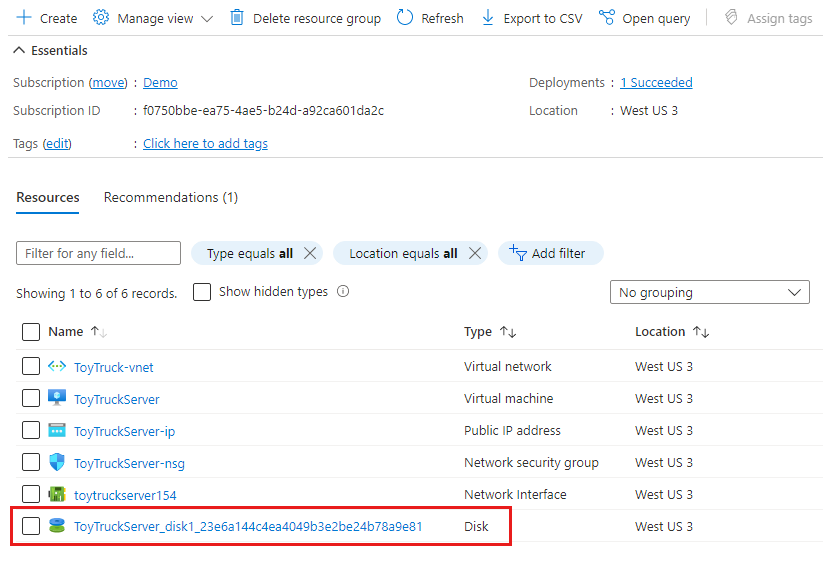 Create Manage view Delete resource group Refresh Export to CSV Open query Assign tags
Essentials
Subscription (move) : Demo Deployments : 1 Succeeded
Subscription ID : f0750bbe-ea75-4ae5-b24d-a92ca601da2c Location : West US 3
Tags (edit) : Click here to add tags
Resources Recommendations (1)
Filter for any field... Type equals all Location equals all Add filter
Showing 1 to 6 of 6 records. Show hidden types No grouping
Name Type Location
ToyTruck-vnet Virtual network West US 3
ToyTruckServer Virtual machine West US 3
ToyTruckServer-ip Public IP address West US 3
ToyTruckServer-nsg Network security group West US 3
toytruckserver154 Network Interface West US 3
ToyTruckServer_disk1_23e6a144c4ea4049b3e2be24b78a9e81 Disk West US 3